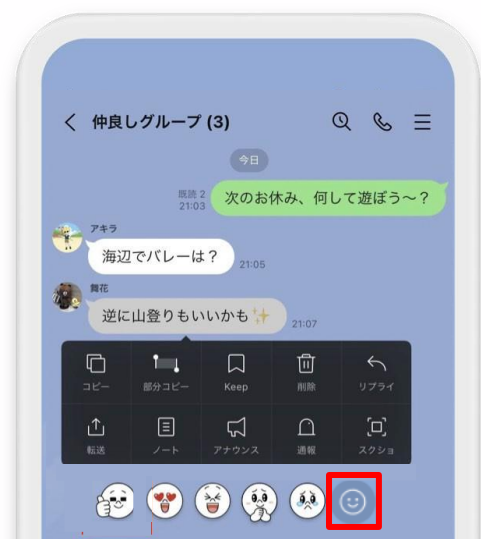 仲良しグループ (3)
今日
既読 2
21:03
次のお休み、何して遊ぼう〜？
アキラ
海辺でバレーは？
21:05
舞花
逆に山登りもいいかも✨
21:07
コピー 部分コピー Keep 削除 リプライ
転送 ノート アナウンス 通報 スクショ